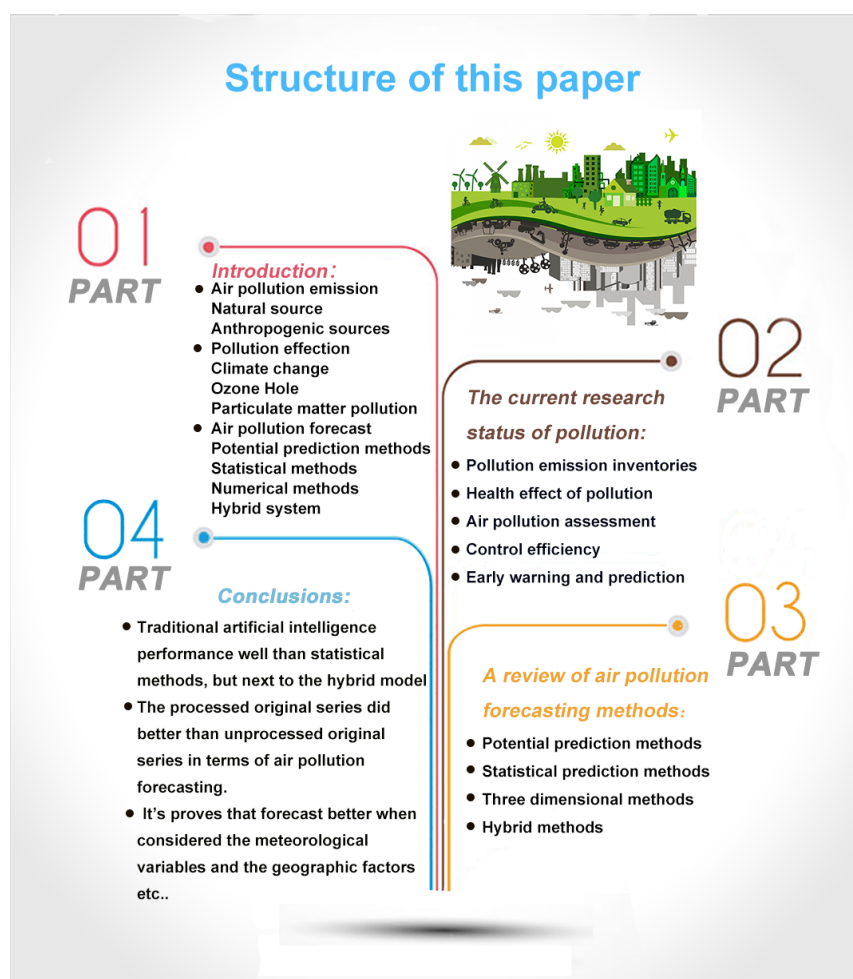 Structure of this paper
01
PART
Introduction:
• Air pollution emission
Natural source
Anthropogenic sources
• Pollution effection
Climate change
Ozone Hole
Particulate matter pollution
• Air pollution forecast
Potential prediction methods
Statistical methods
Numerical methods
Hybrid system
02
PART
The current research
status of pollution:
• Pollution emission inventories
• Health effect of pollution
• Air pollution assessment
• Control efficiency
• Early warning and prediction
03
PART
A review of air pollution
forecasting methods:
• Potential prediction methods
• Statistical prediction methods
• Three dimensional methods
• Hybrid methods
04
PART
Conclusions:
• Traditional artificial intelligence
performance well than statistical
methods, but next to the hybrid model
• The processed original series did
better than unprocessed original
series in terms of air pollution
forecasting.
• It's proves that forecast better when
considered the meteorological
variables and the geographic factors
etc..